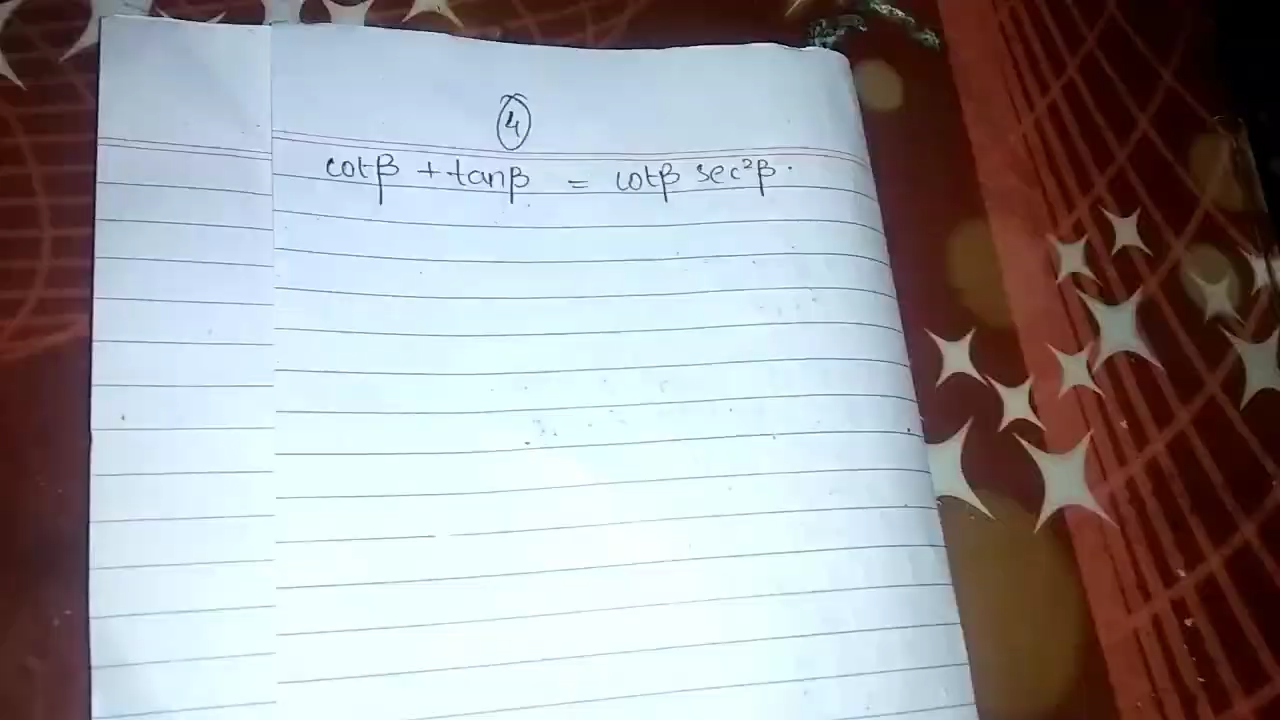 4
cotβ + tanβ = cotβ sec²β.